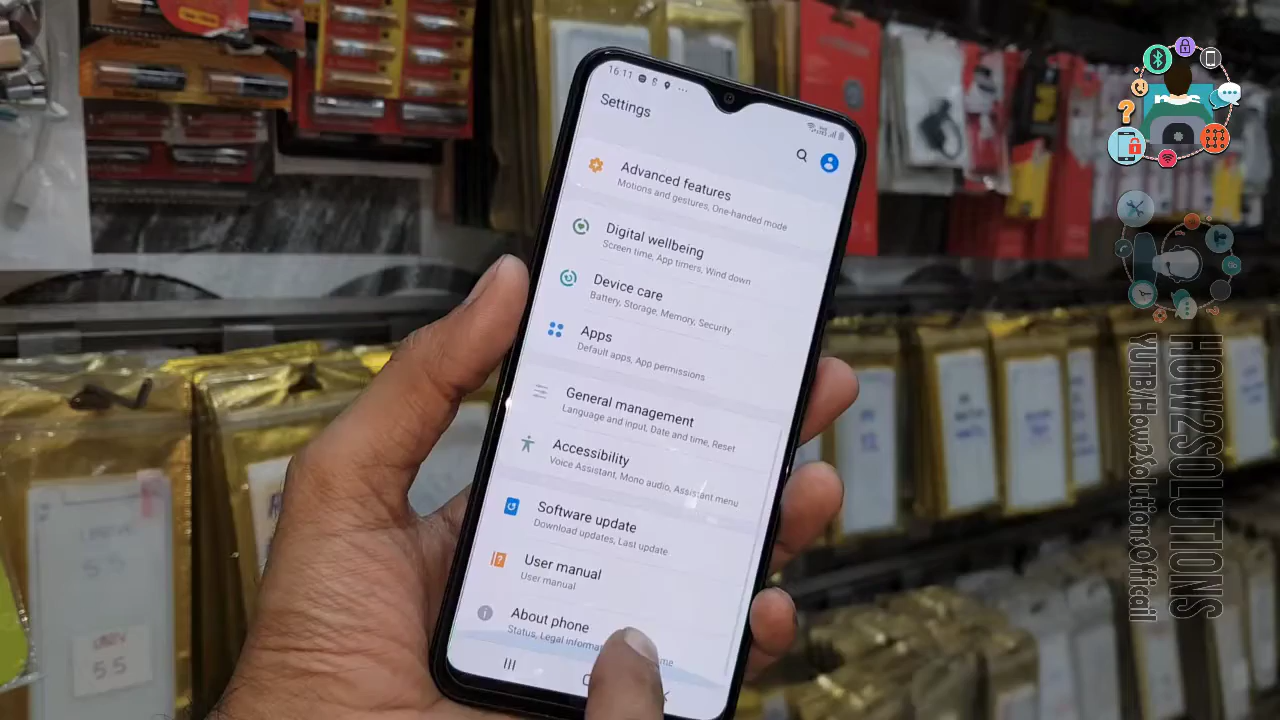 16:11
Settings
Advanced features
Motions and gestures, One-handed mode
Digital wellbeing
Screen time, App timers, Wind down
Device care
Battery, Storage, Memory, Security
Apps
Default apps, App permissions
General management
Language and input, Date and time, Reset
Accessibility
Voice Assistant, Mono audio, Assistant menu
Software update
Download updates, Last update
User manual
User manual
About phone
Status, Legal
HOW2SOLUTIONS
YUTB/How2SolutionsOfficail
55
55